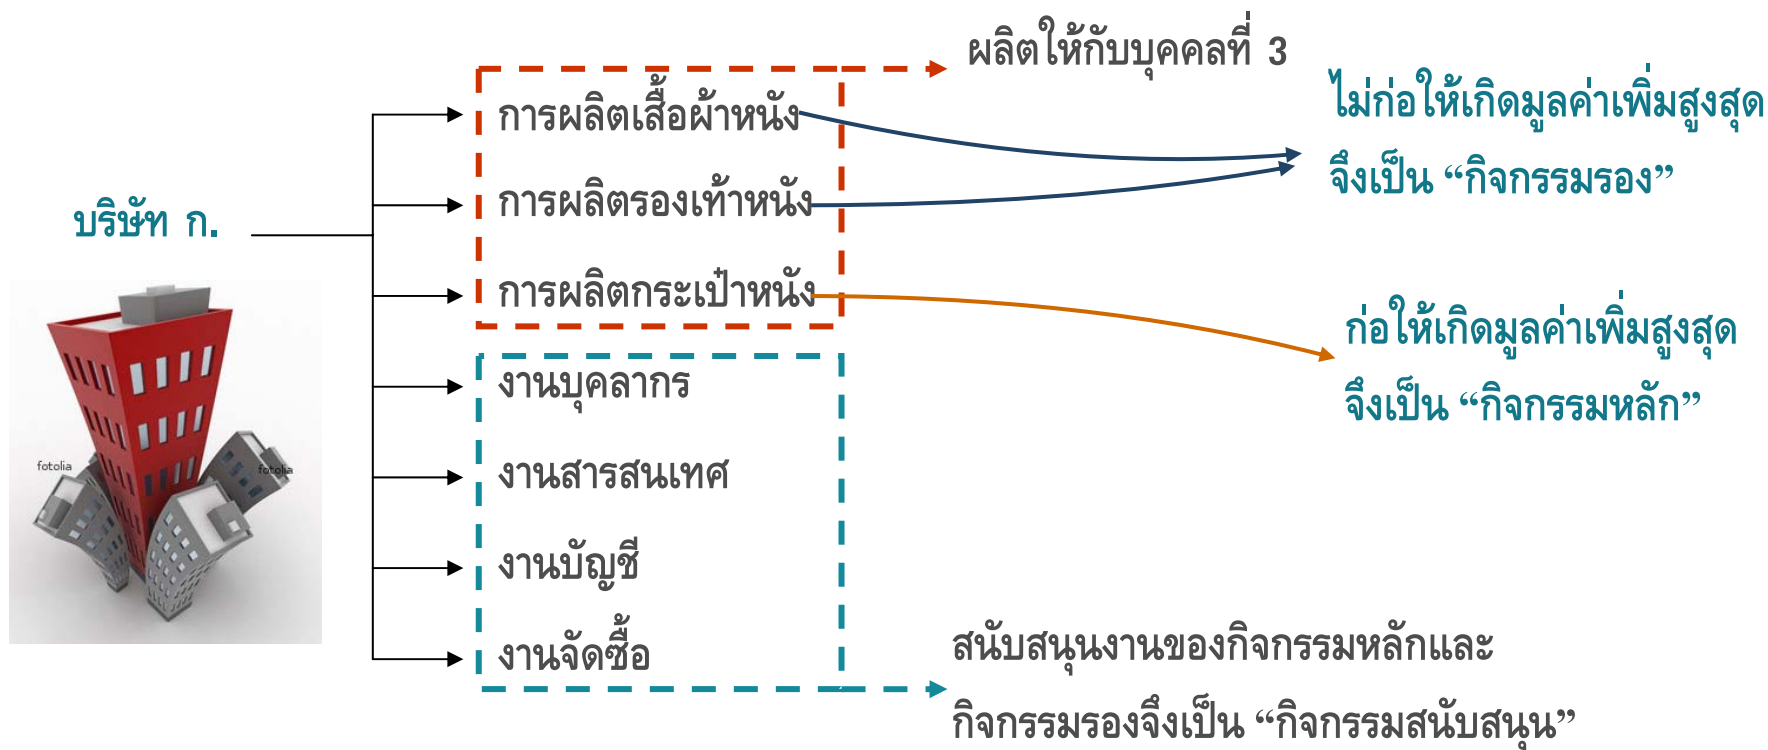 ผลิตให้กับบุคคลที่ 3
การผลิตเสื้อผ้าหนัง
ไม่ก่อให้เกิดมูลค่าเพิ่มสูงสุด
จึงเป็น “กิจกรรมรอง”
การผลิตรองเท้าหนัง
บริษัท ก.
การผลิตกระเป๋าหนัง
ก่อให้เกิดมูลค่าเพิ่มสูงสุด
จึงเป็น “กิจกรรมหลัก”
งานบุคลากร
งานสารสนเทศ
fotolia
fotolia
งานบัญชี
งานจัดซื้อ
สนับสนุนงานของกิจกรรมหลักและ
กิจกรรมรองจึงเป็น “กิจกรรมสนับสนุน”